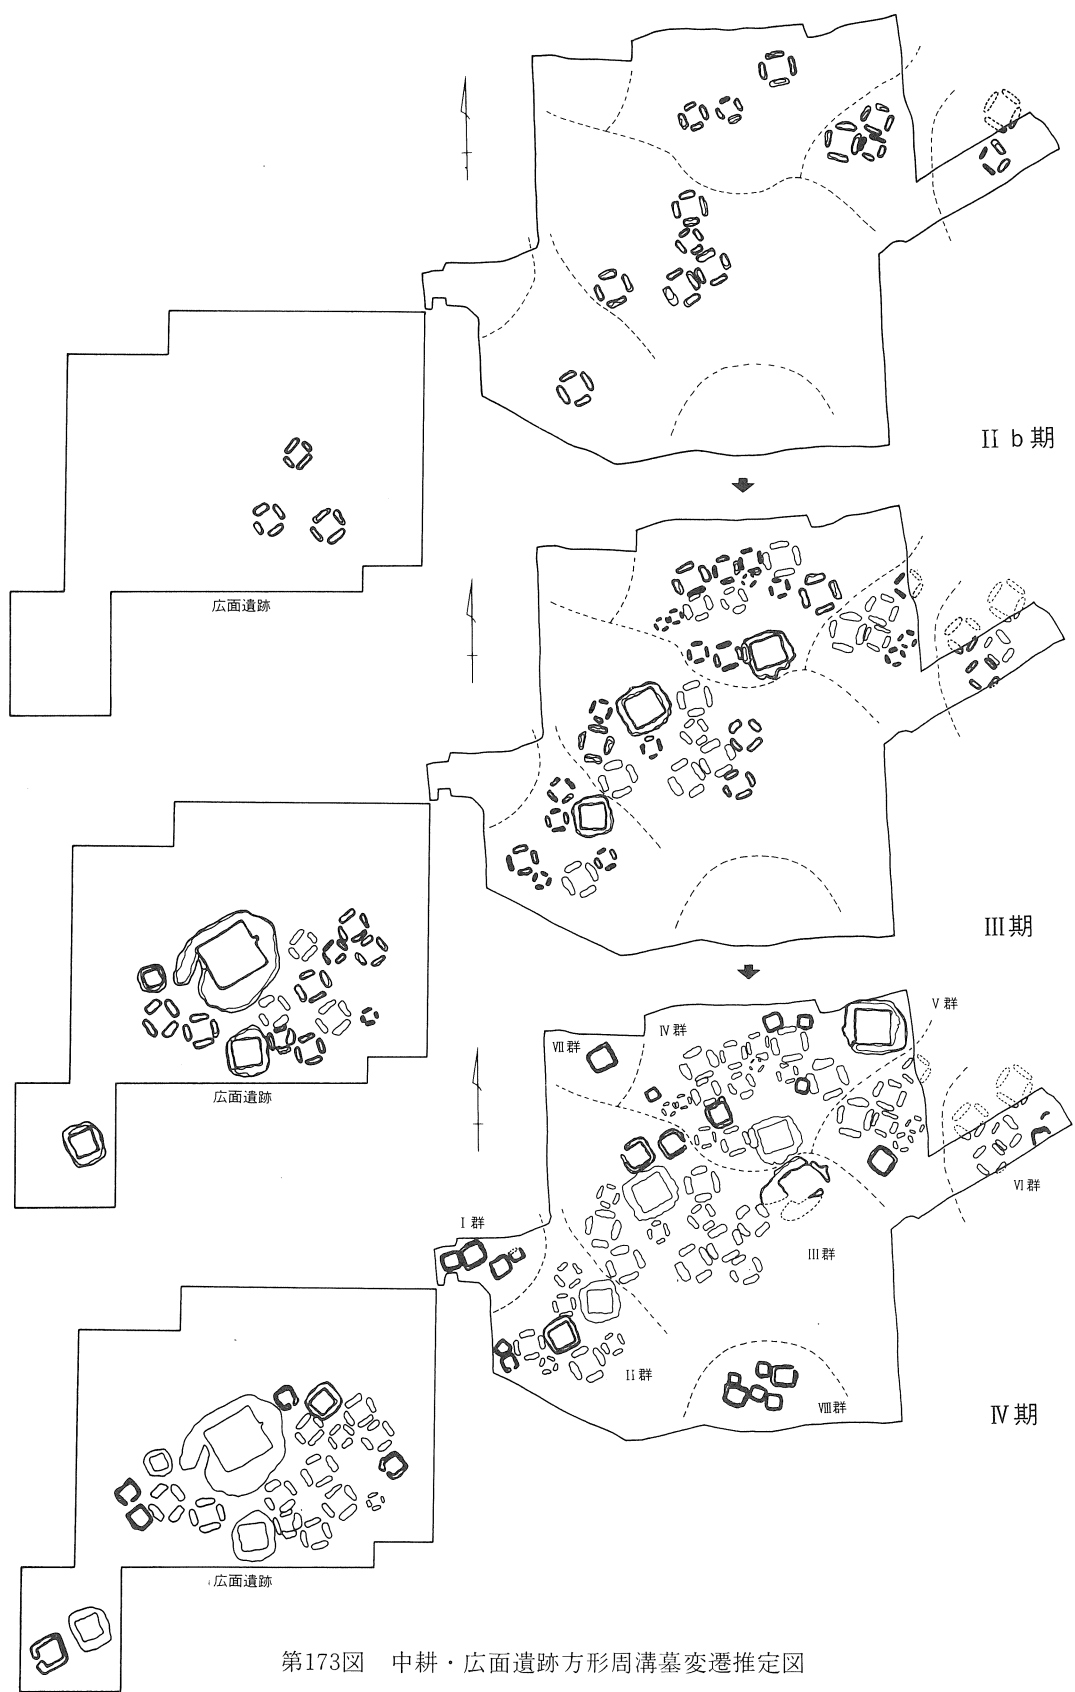 II b期
広面遺跡
III期
広面遺跡
V群
IV群
VII群
VI群
I群
III群
II群
VIII群
IV期
広面遺跡
第173図 中耕・広面遺跡方形周溝墓変遷推定図